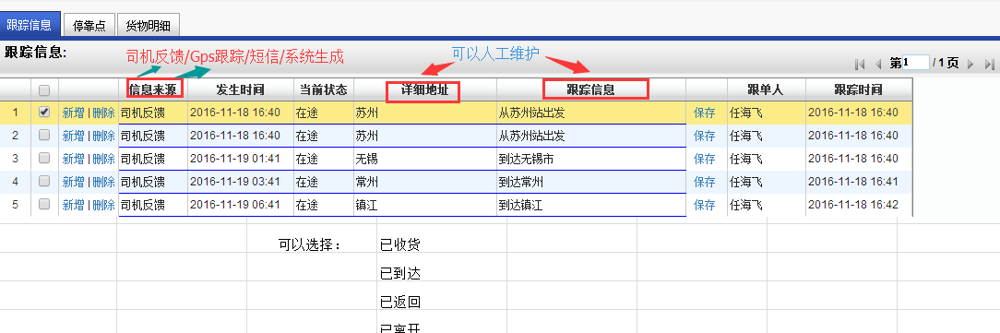 跟踪信息 停靠点 货物明细
跟踪信息:
司机反馈/Gps跟踪/短信/系统生成 可以人工维护
第1 / 1 页
信息来源 发生时间 当前状态 详细地址 跟踪信息 跟单人 跟踪时间
1 新增 | 删除 司机反馈 2016-11-18 16:40 在途 苏州 从苏州站出发 保存 任海飞 2016-11-18 16:40
2 新增 | 删除 司机反馈 2016-11-18 16:40 在途 苏州 从苏州站出发 保存 任海飞 2016-11-18 16:40
3 新增 | 删除 司机反馈 2016-11-19 01:41 在途 无锡 到达无锡市 保存 任海飞 2016-11-18 16:40
4 新增 | 删除 司机反馈 2016-11-19 03:41 在途 常州 到达常州 保存 任海飞 2016-11-18 16:41
5 新增 | 删除 司机反馈 2016-11-19 06:41 在途 镇江 到达镇江 保存 任海飞 2016-11-18 16:42
可以选择： 已收货
已到达
已返回
已离开